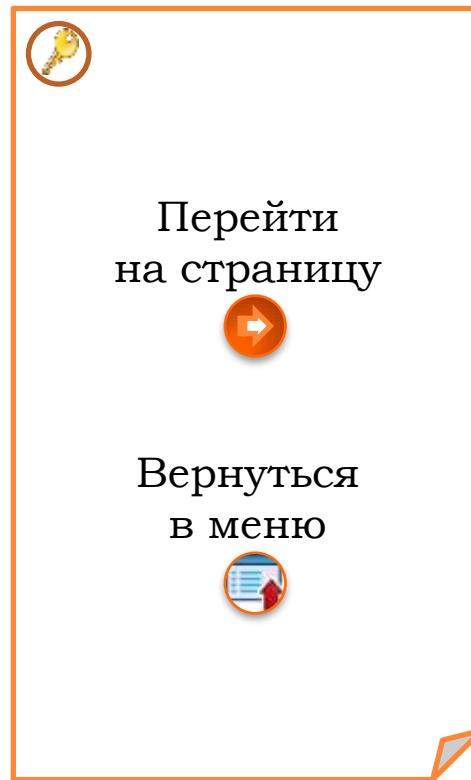 Перейти
на страницу
Вернуться
в меню